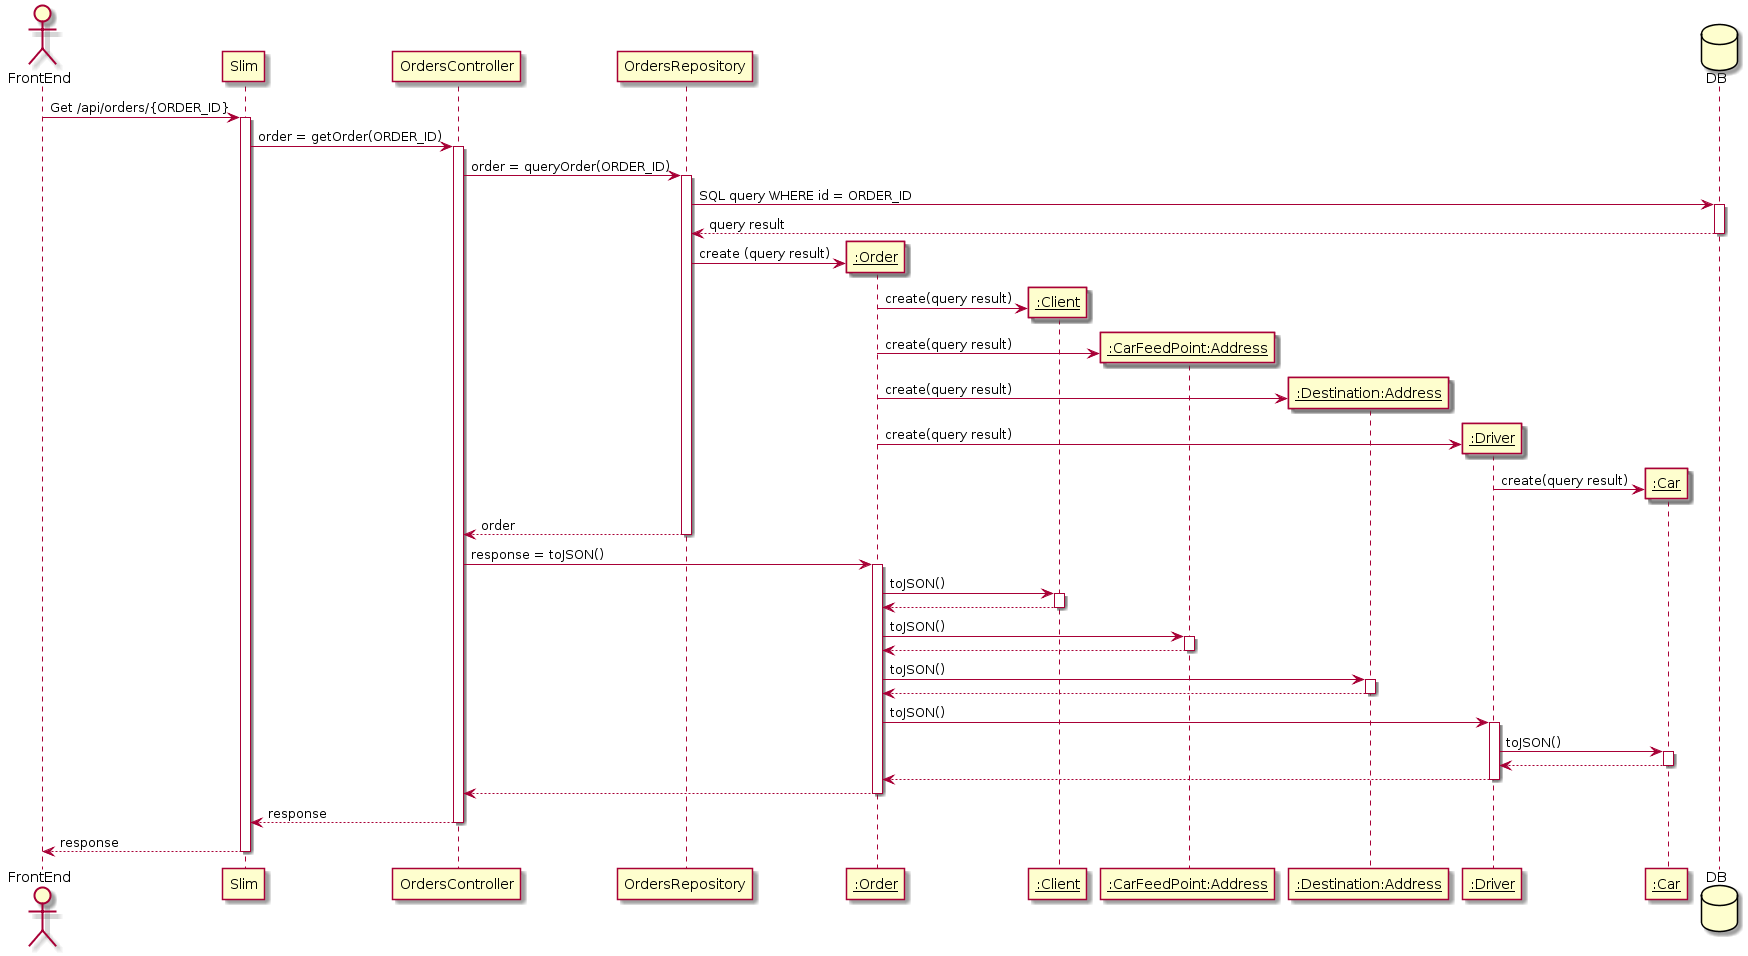 FrontEnd
Slim
OrdersController
OrdersRepository
DB
Get /api/orders/{ORDER_ID}
order = getOrder(ORDER_ID)
order = queryOrder(ORDER_ID)
SQL query WHERE id = ORDER_ID
query result
create (query result)
:Order
create(query result)
:Client
create(query result)
:CarFeedPoint:Address
create(query result)
:Destination:Address
create(query result)
:Driver
create(query result)
:Car
order
response = toJSON()
toJSON()
toJSON()
toJSON()
toJSON()
toJSON()
response
response
FrontEnd
Slim
OrdersController
OrdersRepository
:Order
:Client
:CarFeedPoint:Address
:Destination:Address
:Driver
:Car
DB